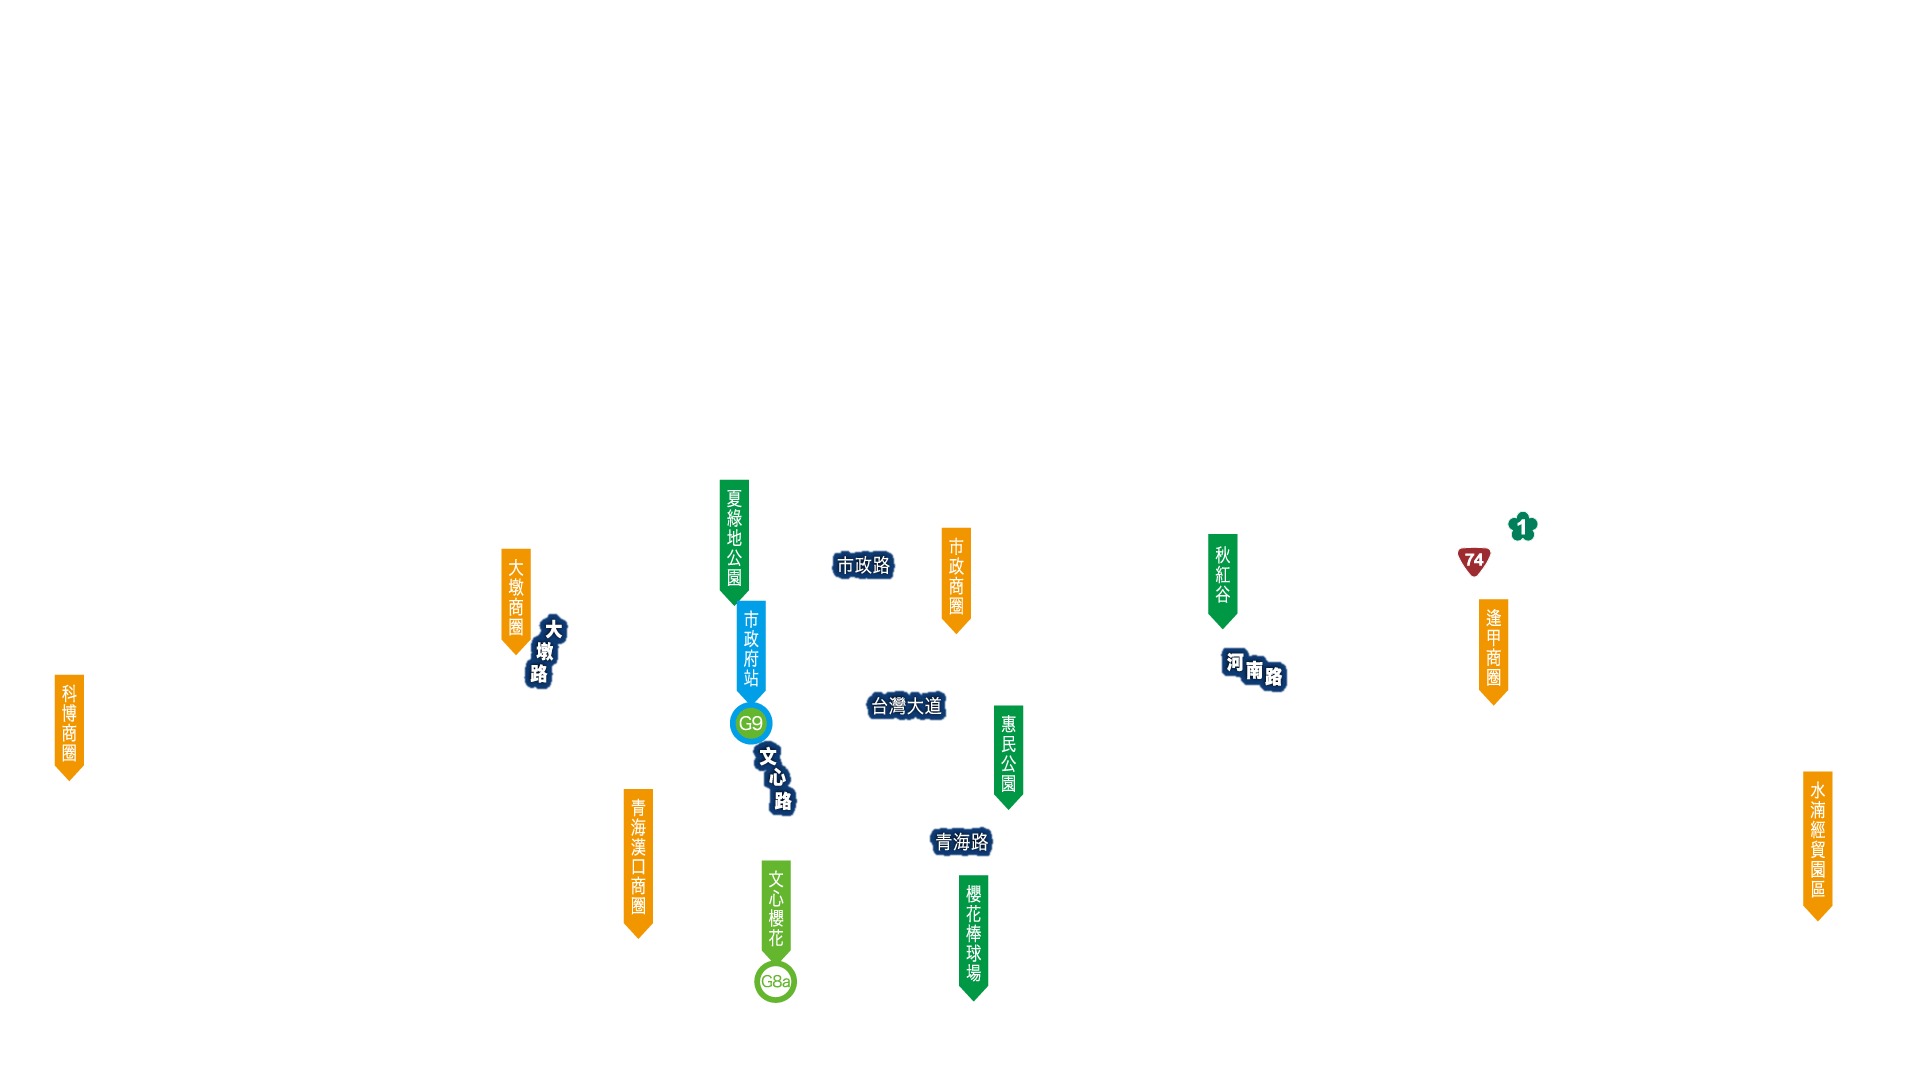 夏綠地公園
市政商圈
秋紅谷
1
74
大墩商圈
市政路
市政府站
G9
大墩路
逢甲商圈
河南路
科博商圈
台灣大道
惠民公園
文心路
水湳經貿園區
青海漢口商圈
青海路
文心櫻花
G8a
櫻花棒球場